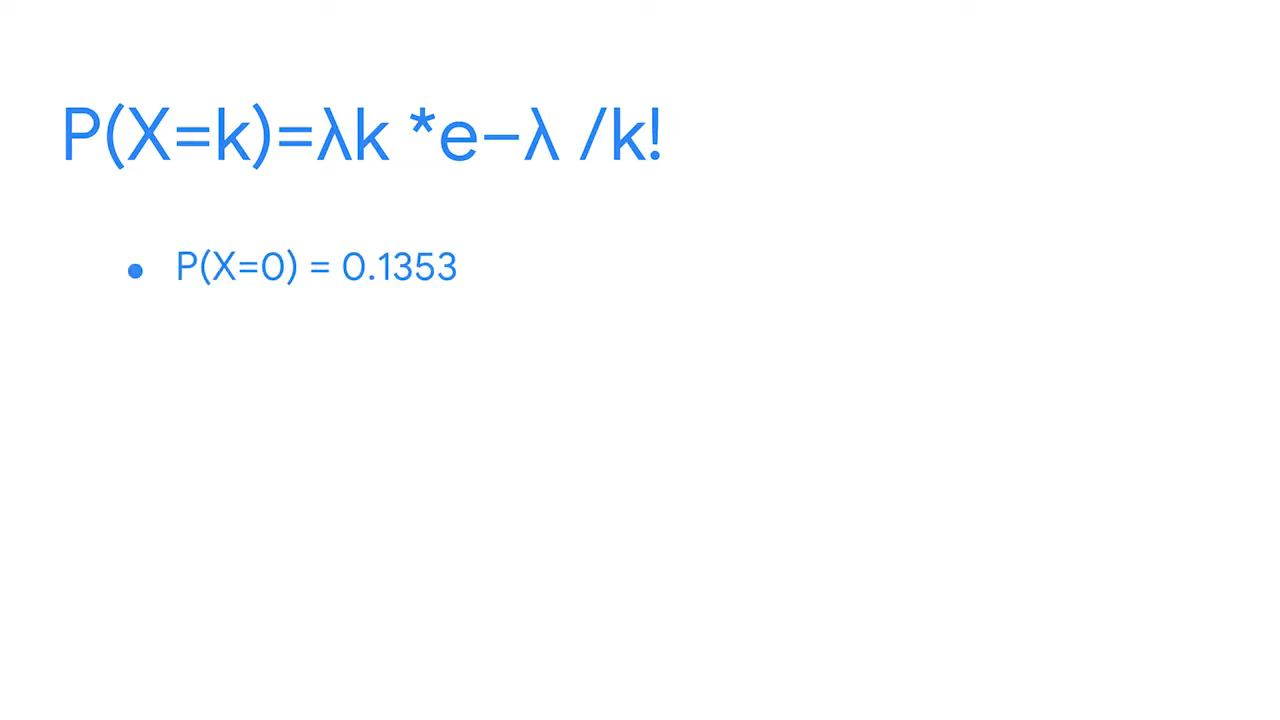 P(X=k)=λk *e−λ /k!
• P(X=0) = 0.1353